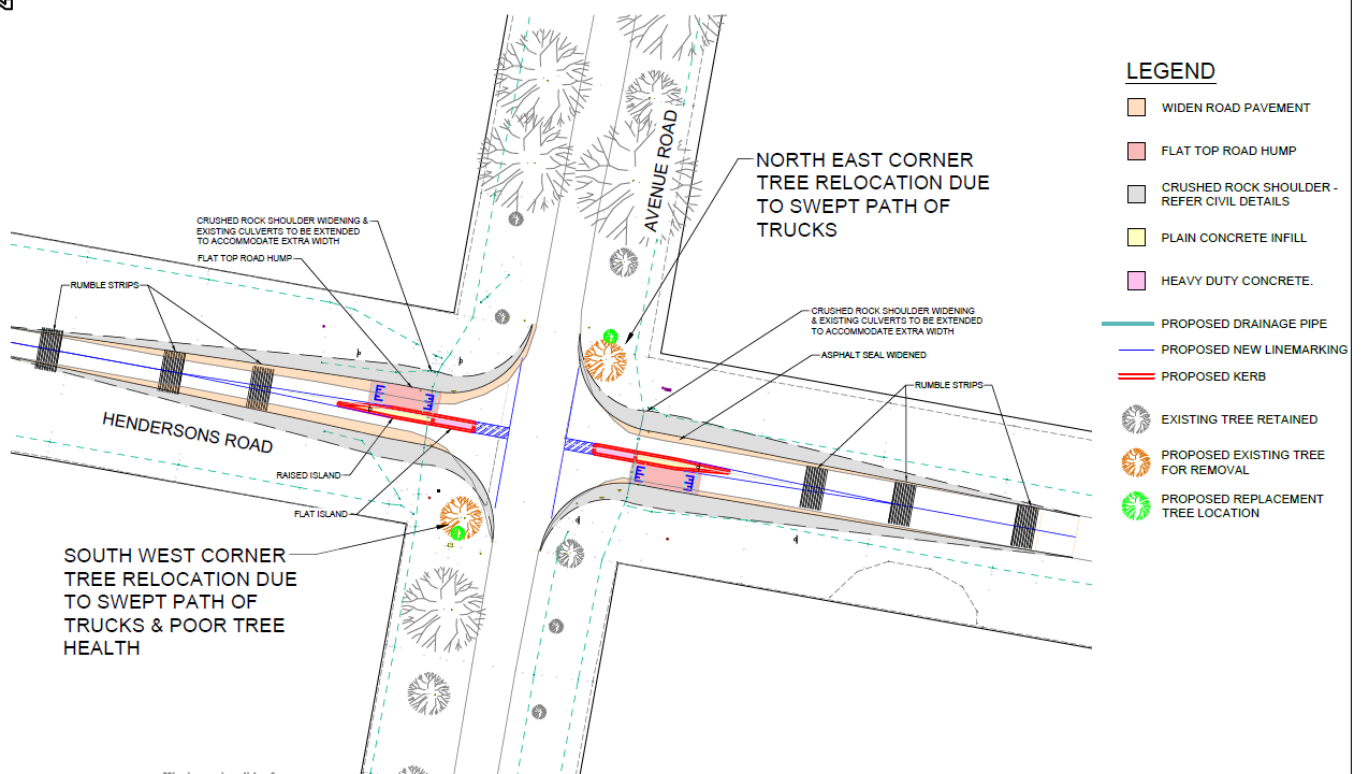 AVENUE ROAD
NORTH EAST CORNER
TREE RELOCATION DUE
TO SWEPT PATH OF
TRUCKS
CRUSHED ROCK SHOULDER WIDENING &
EXISTING CULVERTS TO BE EXTENDED
TO ACCOMMODATE EXTRA WIDTH
FLAT TOP ROAD HUMP
RUMBLE STRIPS
CRUSHED ROCK SHOULDER WIDENING
& EXISTING CULVERTS TO BE EXTENDED
TO ACCOMMODATE EXTRA WIDTH
ASPHALT SEAL WIDENED
RUMBLE STRIPS
HENDERSONS ROAD
RAISED ISLAND
FLAT ISLAND
SOUTH WEST CORNER
TREE RELOCATION DUE
TO SWEPT PATH OF
TRUCKS & POOR TREE
HEALTH
LEGEND
WIDEN ROAD PAVEMENT
FLAT TOP ROAD HUMP
CRUSHED ROCK SHOULDER -
REFER CIVIL DETAILS
PLAIN CONCRETE INFILL
HEAVY DUTY CONCRETE.
PROPOSED DRAINAGE PIPE
PROPOSED NEW LINEMARKING
PROPOSED KERB
EXISTING TREE RETAINED
PROPOSED EXISTING TREE
FOR REMOVAL
PROPOSED REPLACEMENT
TREE LOCATION